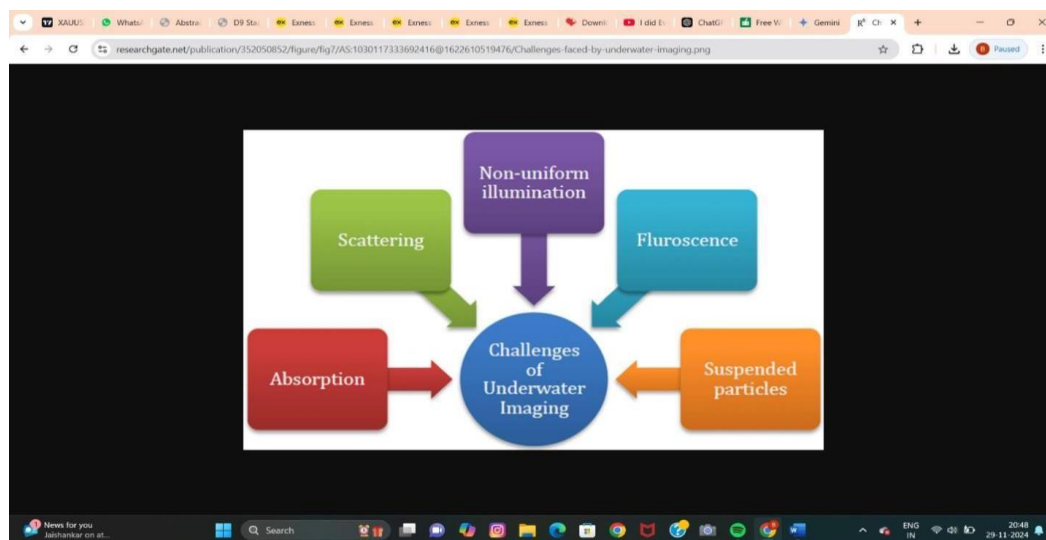 XAUUS
Whats
Abstra
D9 Sta
Exness
Exness
Exness
Exness
Exness
Downl
I did
ChatG
Free W
Gemini
Ch
researchgate.net/publication/352050852/figure/fig7/AS:1030117333692416@1622610519476/Challenges-faced-by-underwater-imaging.png
Paused
Non-uniform
illumination
Scattering
Fluroscence
Challenges
of
Underwater
Imaging
Absorption
Suspended
particles
News for you
Jaishankar on at...
Search
ENG
IN
20:48
29-11-2024